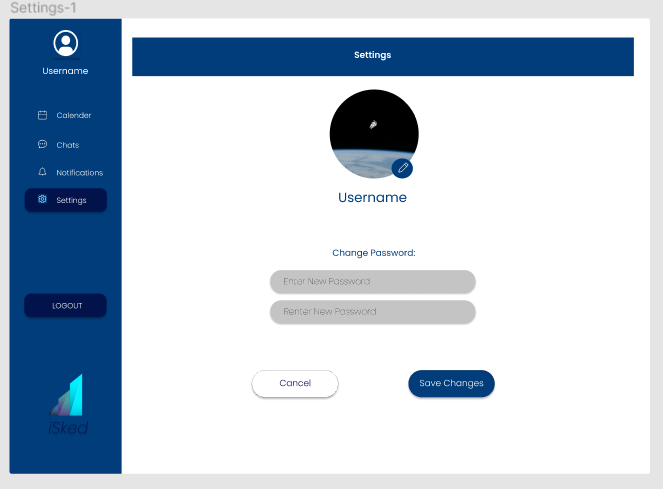 Settings-1
Username
Calender
Chats
Notifications
Settings
LOGOUT
iSked
Settings
Username
Change Password:
Enter New Password
Renter New Password
Cancel
Save Changes